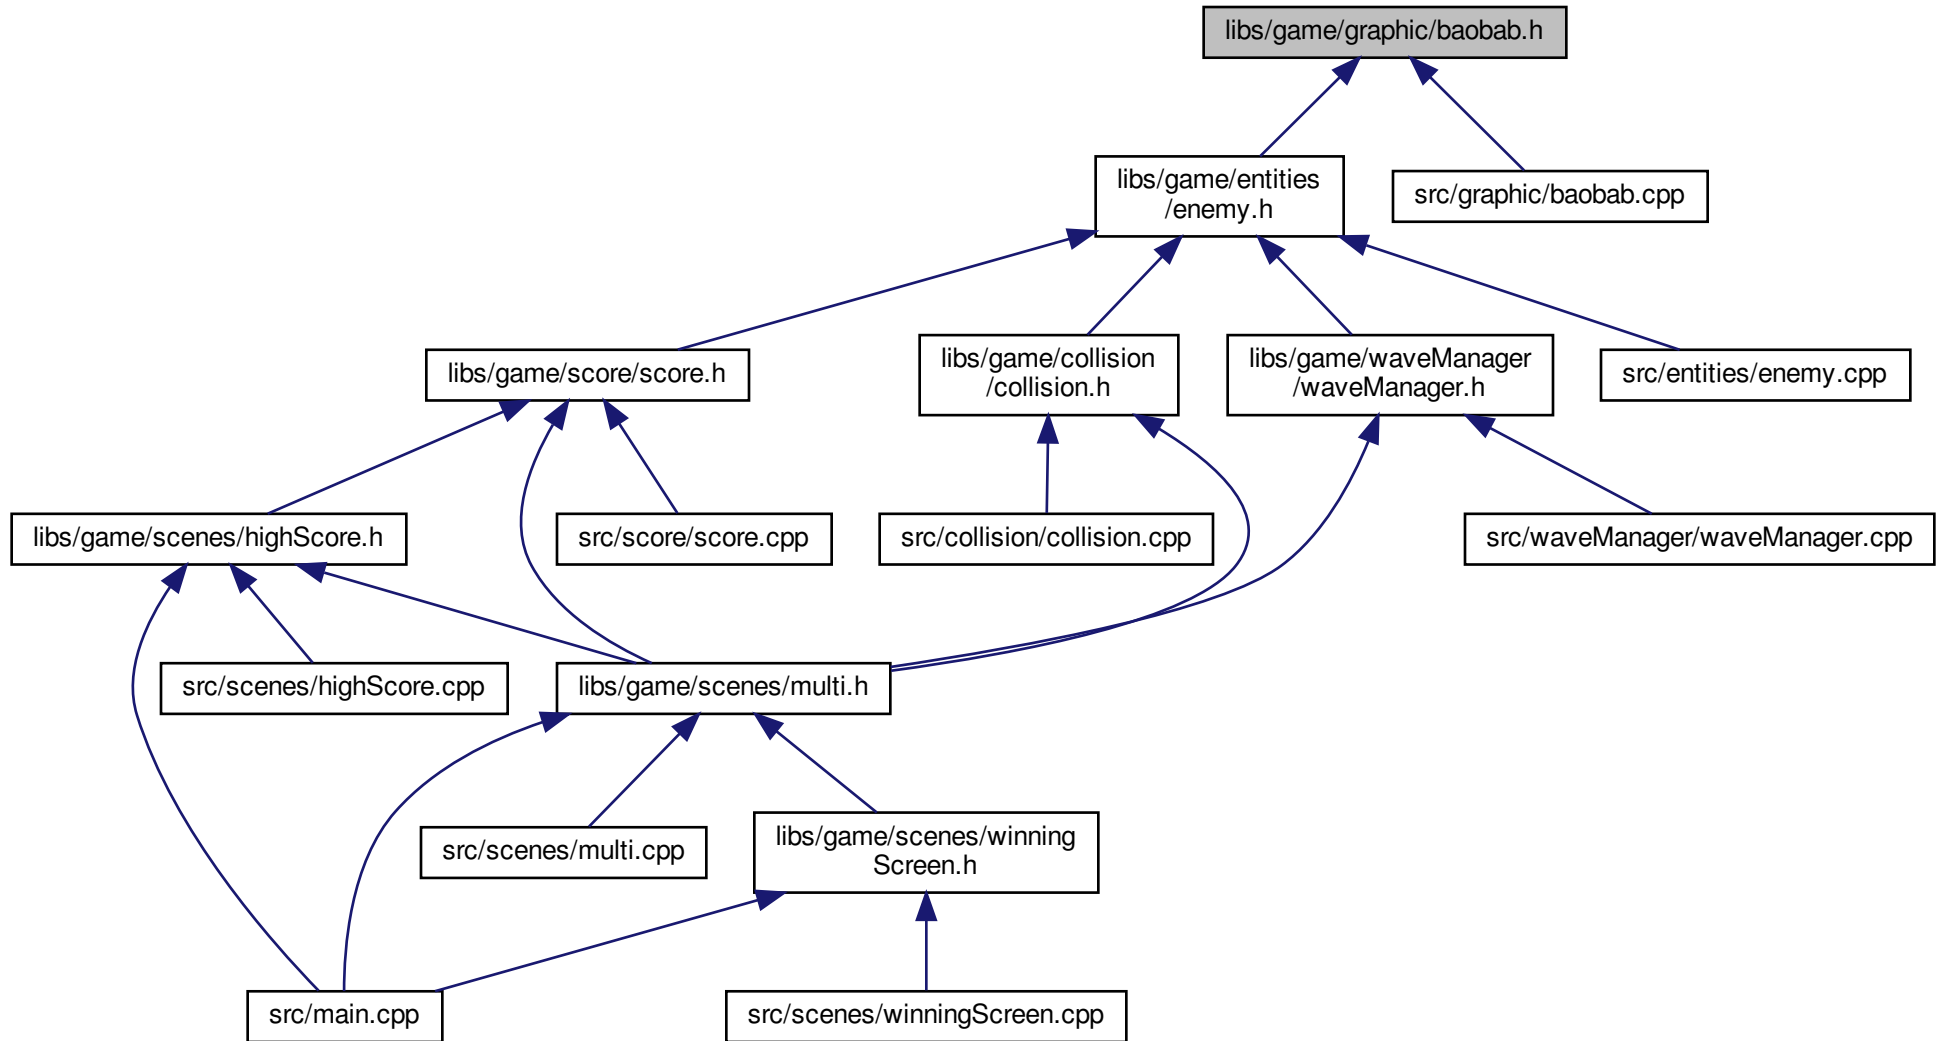 libs/game/graphic/baobab.h
libs/game/entities
/enemy.h
src/graphic/baobab.cpp
libs/game/score/score.h
libs/game/collision
/collision.h
libs/game/waveManager
/waveManager.h
src/entities/enemy.cpp
libs/game/scenes/highScore.h
src/score/score.cpp
src/collision/collision.cpp
src/waveManager/waveManager.cpp
src/scenes/highScore.cpp
libs/game/scenes/multi.h
src/scenes/multi.cpp
libs/game/scenes/winning
Screen.h
src/main.cpp
src/scenes/winningScreen.cpp